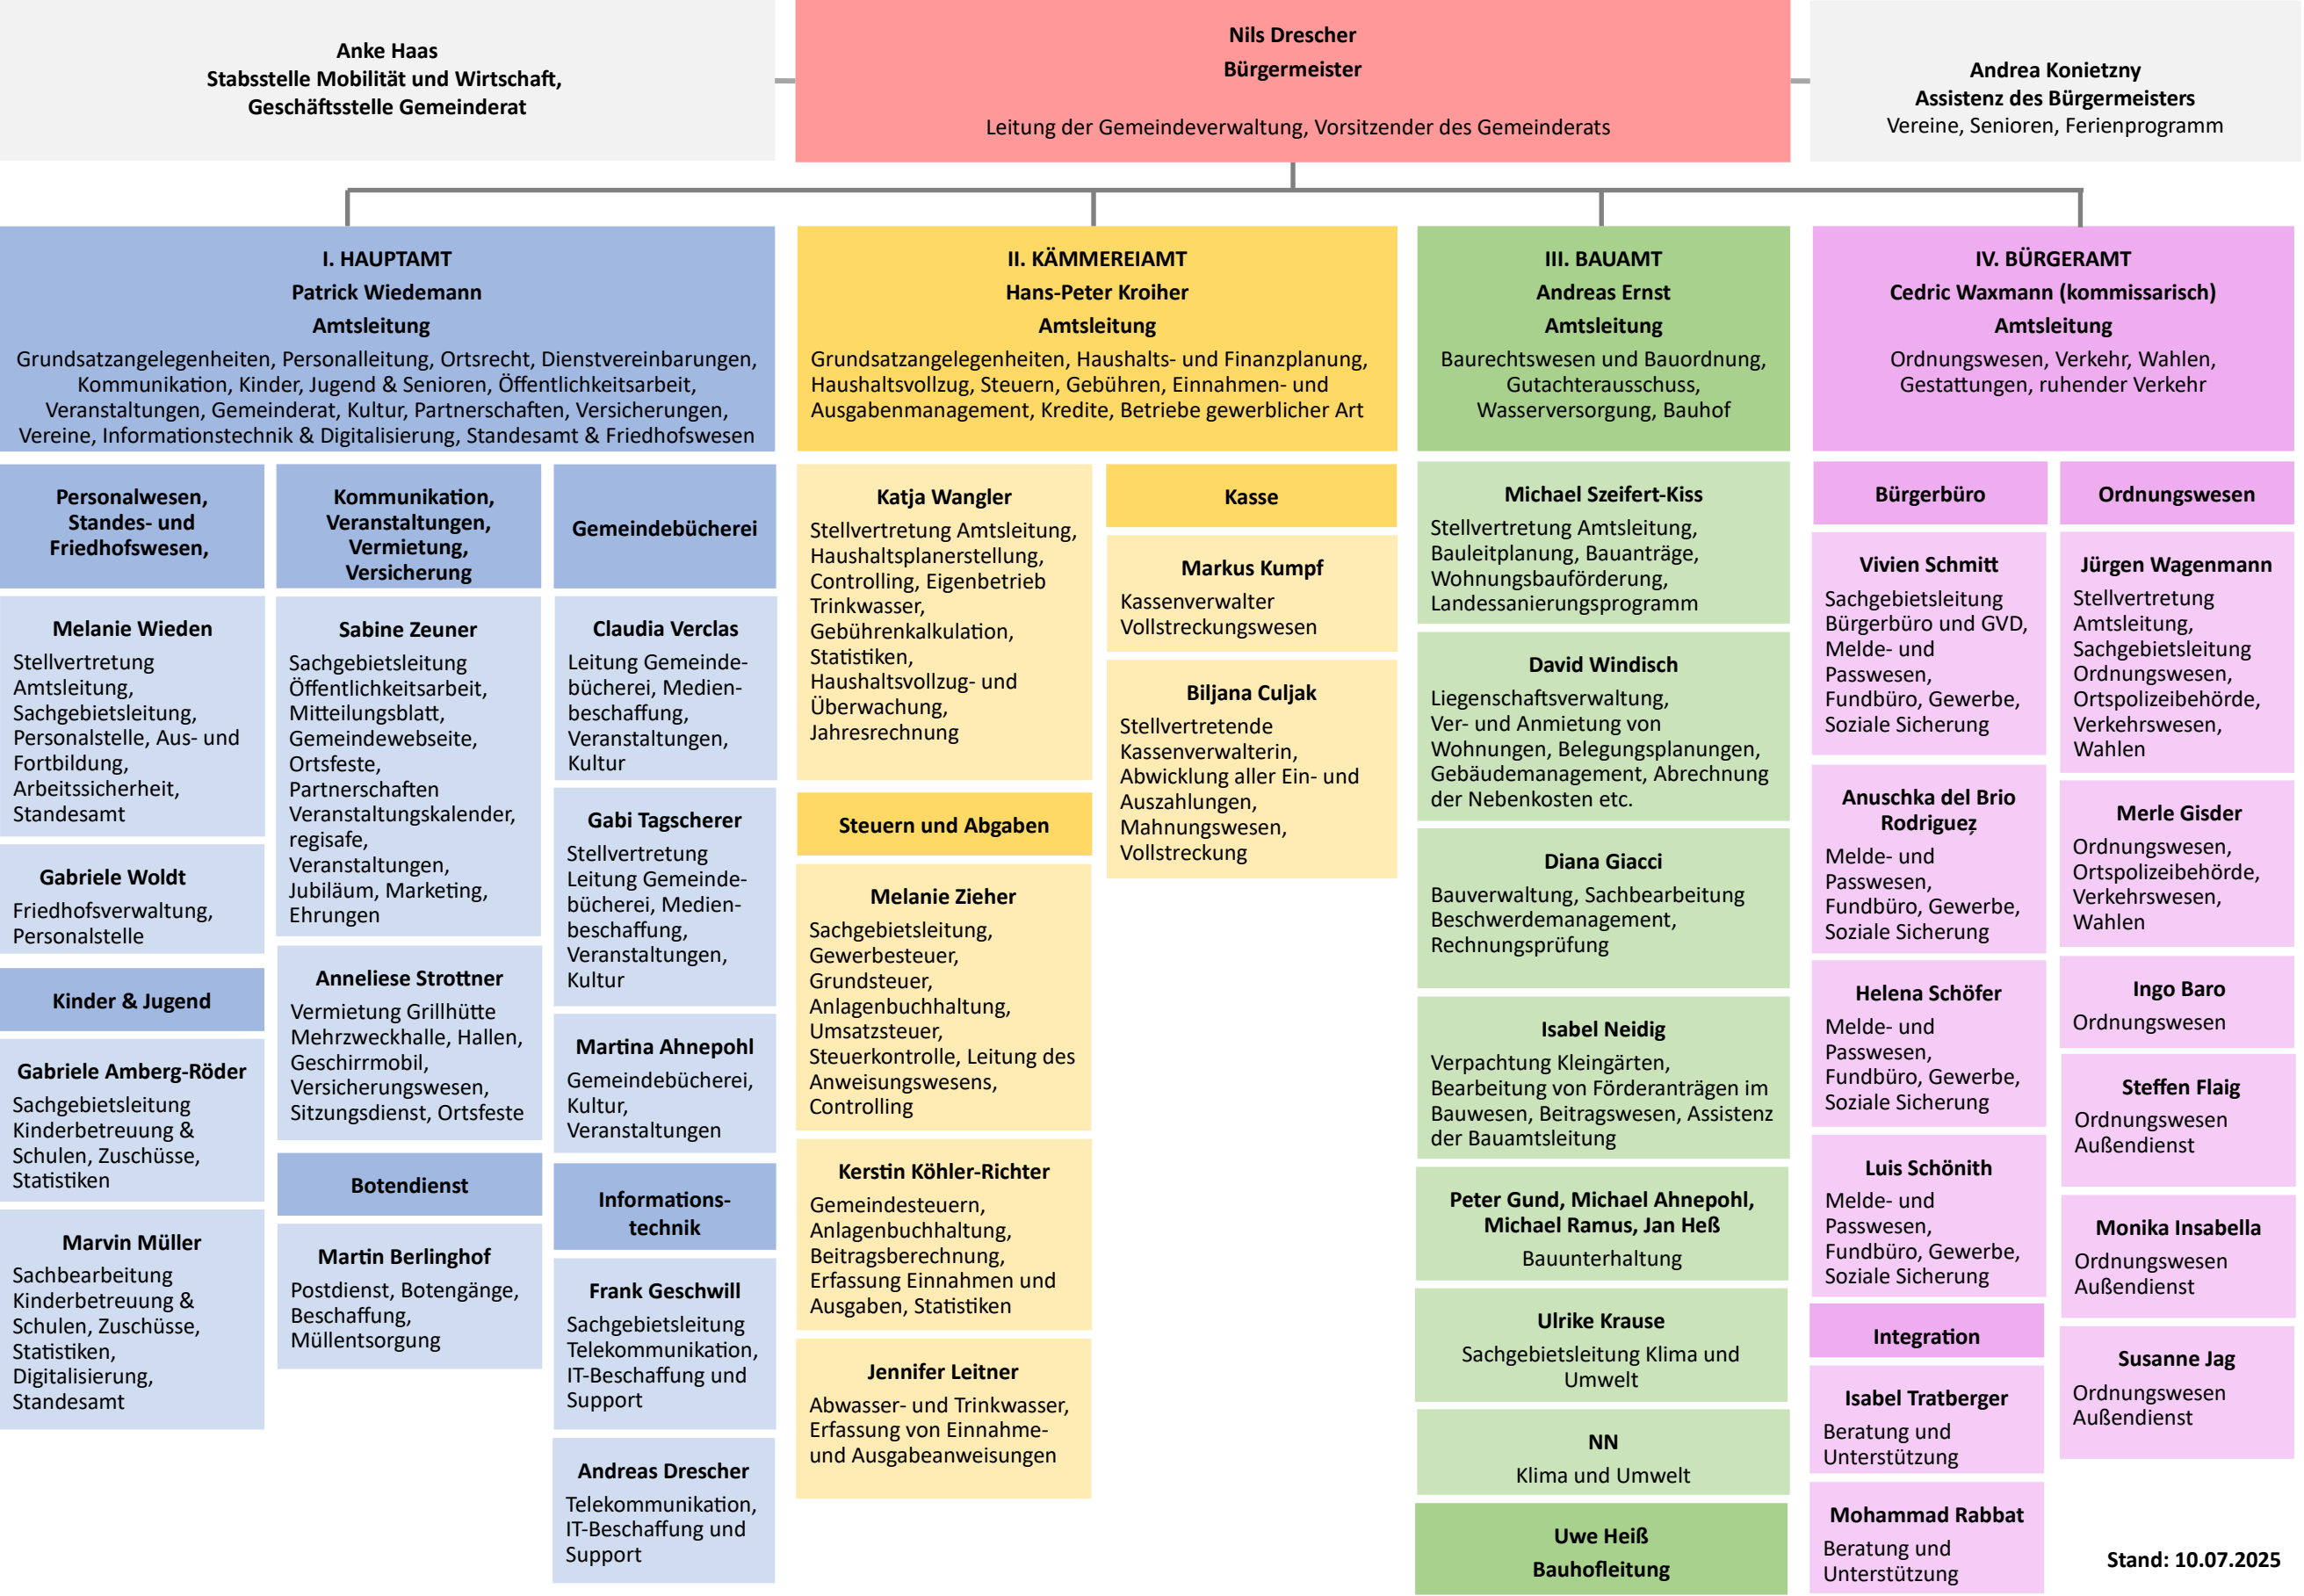 Anke Haas
Stabsstelle Mobilität und Wirtschaft,
Geschäftsstelle Gemeinderat
Nils Drescher
Bürgermeister
Leitung der Gemeindeverwaltung, Vorsitzender des Gemeinderats
Andrea Konietzny
Assistenz des Bürgermeisters
Vereine, Senioren, Ferienprogramm
I. HAUPTAMT
Patrick Wiedemann
Amtsleitung
Grundsatzangelegenheiten, Personalleitung, Ortsrecht, Dienstvereinbarungen,
Kommunikation, Kinder, Jugend & Senioren, Öffentlichkeitsarbeit,
Veranstaltungen, Gemeinderat, Kultur, Partnerschaften, Versicherungen,
Vereine, Informationstechnik & Digitalisierung, Standesamt & Friedhofswesen
Personalwesen,
Standes- und
Friedhofswesen,
Melanie Wieden
Stellvertretung
Amtsleitung,
Sachgebietsleitung,
Personalstelle, Aus- und
Fortbildung,
Arbeitssicherheit,
Standesamt
Gabriele Woldt
Friedhofsverwaltung,
Personalstelle
Kinder & Jugend
Gabriele Amberg-Röder
Sachgebietsleitung
Kinderbetreuung &
Schulen, Zuschüsse,
Statistiken
Marvin Müller
Sachbearbeitung
Kinderbetreuung &
Schulen, Zuschüsse,
Statistiken,
Digitalisierung,
Standesamt
Kommunikation,
Veranstaltungen,
Vermietung,
Versicherung
Sabine Zeuner
Sachgebietsleitung
Öffentlichkeitsarbeit,
Mitteilungsblatt,
Gemeindewebseite,
Ortsfeste,
Partnerschaften
Veranstaltungskalender,
regisafe,
Veranstaltungen,
Jubiläum, Marketing,
Ehrungen
Anneliese Strottner
Vermietung Grillhütte
Mehrzweckhalle, Hallen,
Geschirrmobil,
Versicherungswesen,
Sitzungsdienst, Ortsfeste
Botendienst
Martin Berlinghof
Postdienst, Botengänge,
Beschaffung,
Müllentsorgung
Gemeindebücherei
Claudia Verclas
Leitung Gemeinde-
bücherei, Medien-
beschaffung,
Veranstaltungen,
Kultur
Gabi Tagscherer
Stellvertretung
Leitung Gemeinde-
bücherei, Medien-
beschaffung,
Veranstaltungen,
Kultur
Martina Ahnepohl
Gemeindebücherei,
Kultur,
Veranstaltungen
Informations-
technik
Frank Geschwill
Sachgebietsleitung
Telekommunikation,
IT-Beschaffung und
Support
Andreas Drescher
Telekommunikation,
IT-Beschaffung und
Support
II. KÄMMEREIAMT
Hans-Peter Kroiher
Amtsleitung
Grundsatzangelegenheiten, Haushalts- und Finanzplanung,
Haushaltsvollzug, Steuern, Gebühren, Einnahmen- und
Ausgabenmanagement, Kredite, Betriebe gewerblicher Art
Katja Wangler
Stellvertretung Amtsleitung,
Haushaltsplanerstellung,
Controlling, Eigenbetrieb
Trinkwasser,
Gebührenkalkulation,
Statistiken,
Haushaltsvollzug- und
Überwachung,
Jahresrechnung
Steuern und Abgaben
Melanie Zieher
Sachgebietsleitung,
Gewerbesteuer,
Grundsteuer,
Anlagenbuchhaltung,
Umsatzsteuer,
Steuerkontrolle, Leitung des
Anweisungswesens,
Controlling
Kerstin Köhler-Richter
Gemeindesteuern,
Anlagenbuchhaltung,
Beitragsberechnung,
Erfassung Einnahmen und
Ausgaben, Statistiken
Jennifer Leitner
Abwasser- und Trinkwasser,
Erfassung von Einnahme-
und Ausgabeanweisungen
Kasse
Markus Kumpf
Kassenverwalter
Vollstreckungswesen
Biljana Culjak
Stellvertretende
Kassenverwalterin,
Abwicklung aller Ein- und
Auszahlungen,
Mahnungswesen,
Vollstreckung
III. BAUAMT
Andreas Ernst
Amtsleitung
Baurechtswesen und Bauordnung,
Gutachterausschuss,
Wasserversorgung, Bauhof
Michael Szeifert-Kiss
Stellvertretung Amtsleitung,
Bauleitplanung, Bauanträge,
Wohnungsbauförderung,
Landessanierungsprogramm
David Windisch
Liegenschaftsverwaltung,
Ver- und Anmietung von
Wohnungen, Belegungsplanungen,
Gebäudemanagement, Abrechnung
der Nebenkosten etc.
Diana Giacci
Bauverwaltung, Sachbearbeitung
Beschwerdemanagement,
Rechnungsprüfung
Isabel Neidig
Verpachtung Kleingärten,
Bearbeitung von Förderanträgen im
Bauwesen, Beitragswesen, Assistenz
der Bauamtsleitung
Peter Gund, Michael Ahnepohl,
Michael Ramus, Jan Heß
Bauunterhaltung
Ulrike Krause
Sachgebietsleitung Klima und
Umwelt
NN
Klima und Umwelt
Uwe Heiß
Bauhofleitung
IV. BÜRGERAMT
Cedric Waxmann (kommissarisch)
Amtsleitung
Ordnungswesen, Verkehr, Wahlen,
Gestattungen, ruhender Verkehr
Bürgerbüro
Vivien Schmitt
Sachgebietsleitung
Bürgerbüro und GVD,
Melde- und
Passwesen,
Fundbüro, Gewerbe,
Soziale Sicherung
Anuschka del Brio
Rodriguez
Melde- und
Passwesen,
Fundbüro, Gewerbe,
Soziale Sicherung
Helena Schöfer
Melde- und
Passwesen,
Fundbüro, Gewerbe,
Soziale Sicherung
Luis Schönith
Melde- und
Passwesen,
Fundbüro, Gewerbe,
Soziale Sicherung
Integration
Isabel Tratberger
Beratung und
Unterstützung
Mohammad Rabbat
Beratung und
Unterstützung
Ordnungswesen
Jürgen Wagenmann
Stellvertretung
Amtsleitung,
Sachgebietsleitung
Ordnungswesen,
Ortspolizeibehörde,
Verkehrswesen,
Wahlen
Merle Gisder
Ordnungswesen,
Ortspolizeibehörde,
Verkehrswesen,
Wahlen
Ingo Baro
Ordnungswesen
Steffen Flaig
Ordnungswesen
Außendienst
Monika Insabella
Ordnungswesen
Außendienst
Susanne Jag
Ordnungswesen
Außendienst
Stand: 10.07.2025